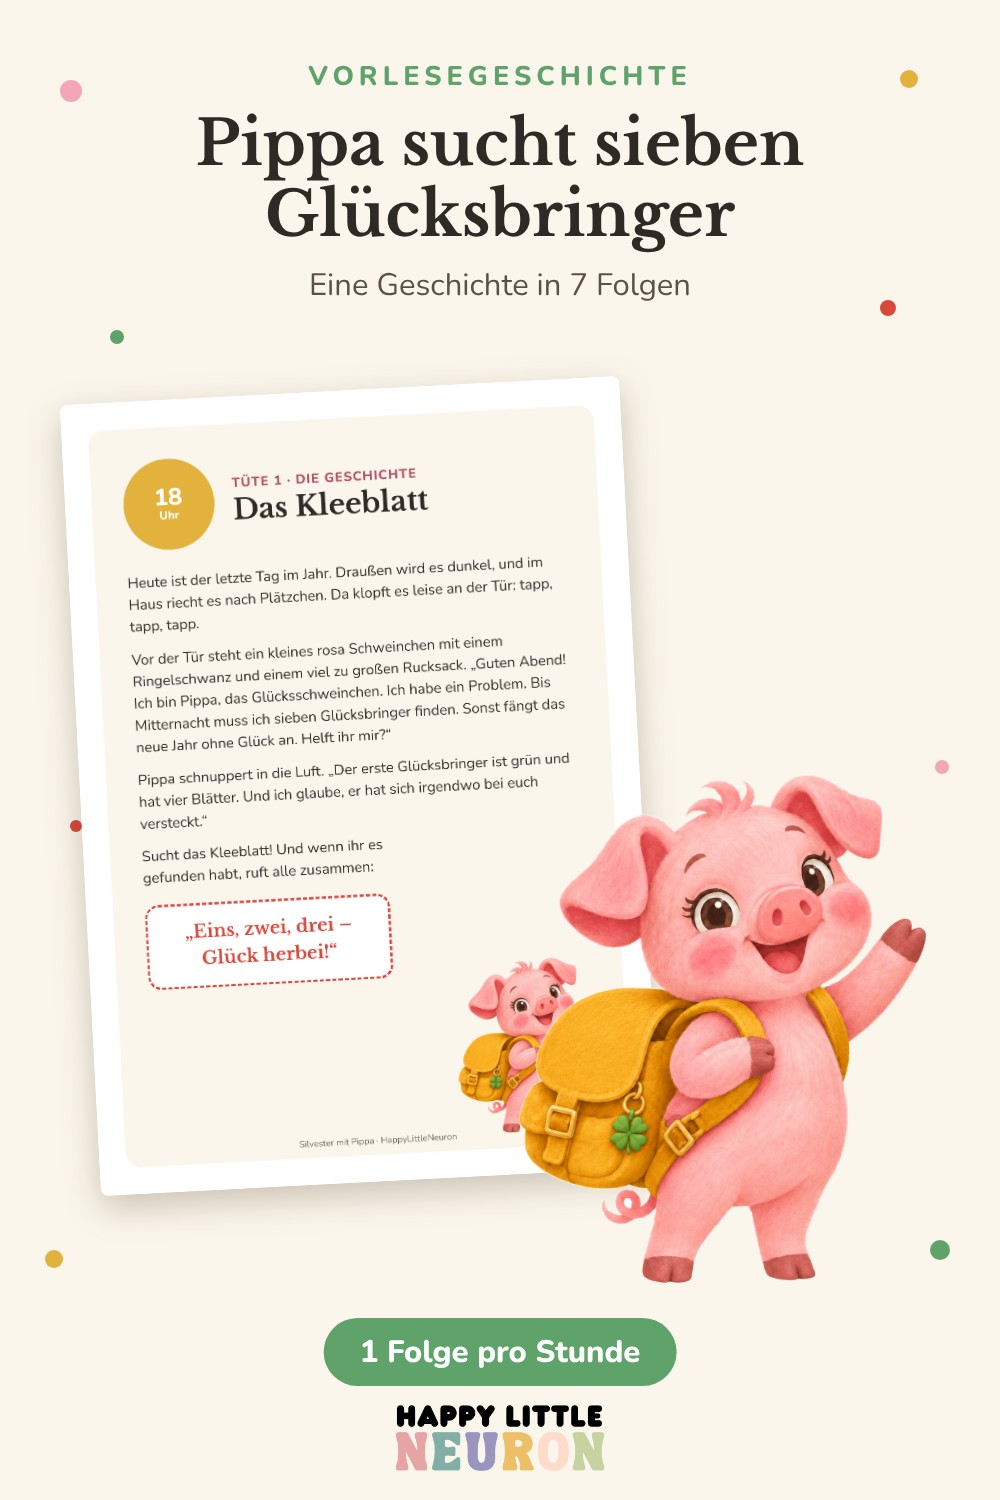 VORLESEGESCHICHTE
Pippa sucht sieben
Glücksbringer
Eine Geschichte in 7 Folgen
18
Uhr
TÜTE 1 · DIE GESCHICHTE
Das Kleeblatt
Heute ist der letzte Tag im Jahr. Draußen wird es dunkel, und im
Haus riecht es nach Plätzchen. Da klopft es leise an der Tür: tapp,
tapp, tapp.
Vor der Tür steht ein kleines rosa Schweinchen mit einem
Ringelschwanz und einem viel zu großen Rucksack. „Guten Abend!
Ich bin Pippa, das Glücksschweinchen. Ich habe ein Problem. Bis
Mitternacht muss ich sieben Glücksbringer finden. Sonst fängt das
neue Jahr ohne Glück an. Helft ihr mir?“
Pippa schnuppert in die Luft. „Der erste Glücksbringer ist grün und
hat vier Blätter. Und ich glaube, er hat sich irgendwo bei euch
versteckt.“
Sucht das Kleeblatt! Und wenn ihr es
gefunden habt, ruft alle zusammen:
„Eins, zwei, drei –
Glück herbei!“
Silvester mit Pippa · HappyLittleNeuron
1 Folge pro Stunde
HAPPY LITTLE
NEURON